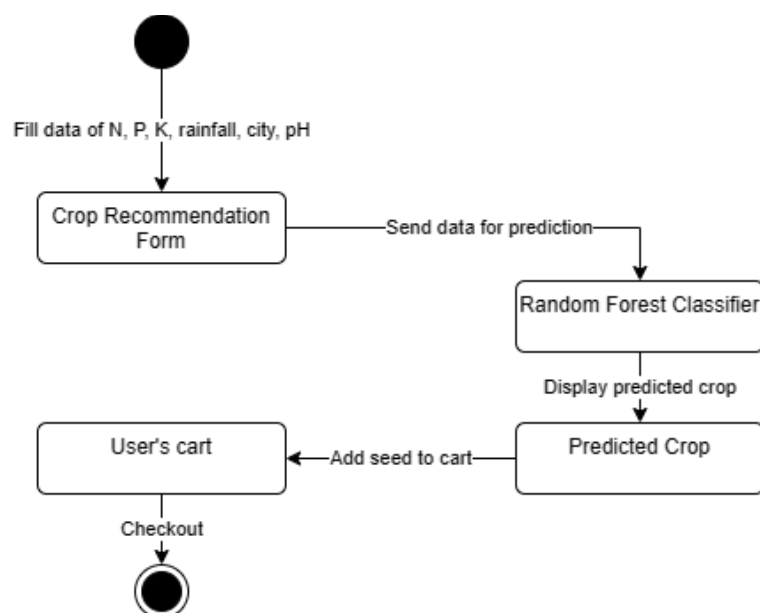 Fill data of N, P, K, rainfall, city, pH
Crop Recommendation
Form
Send data for prediction
Random Forest Classifier
Display predicted crop
Predicted Crop
Add seed to cart
User's cart
Checkout